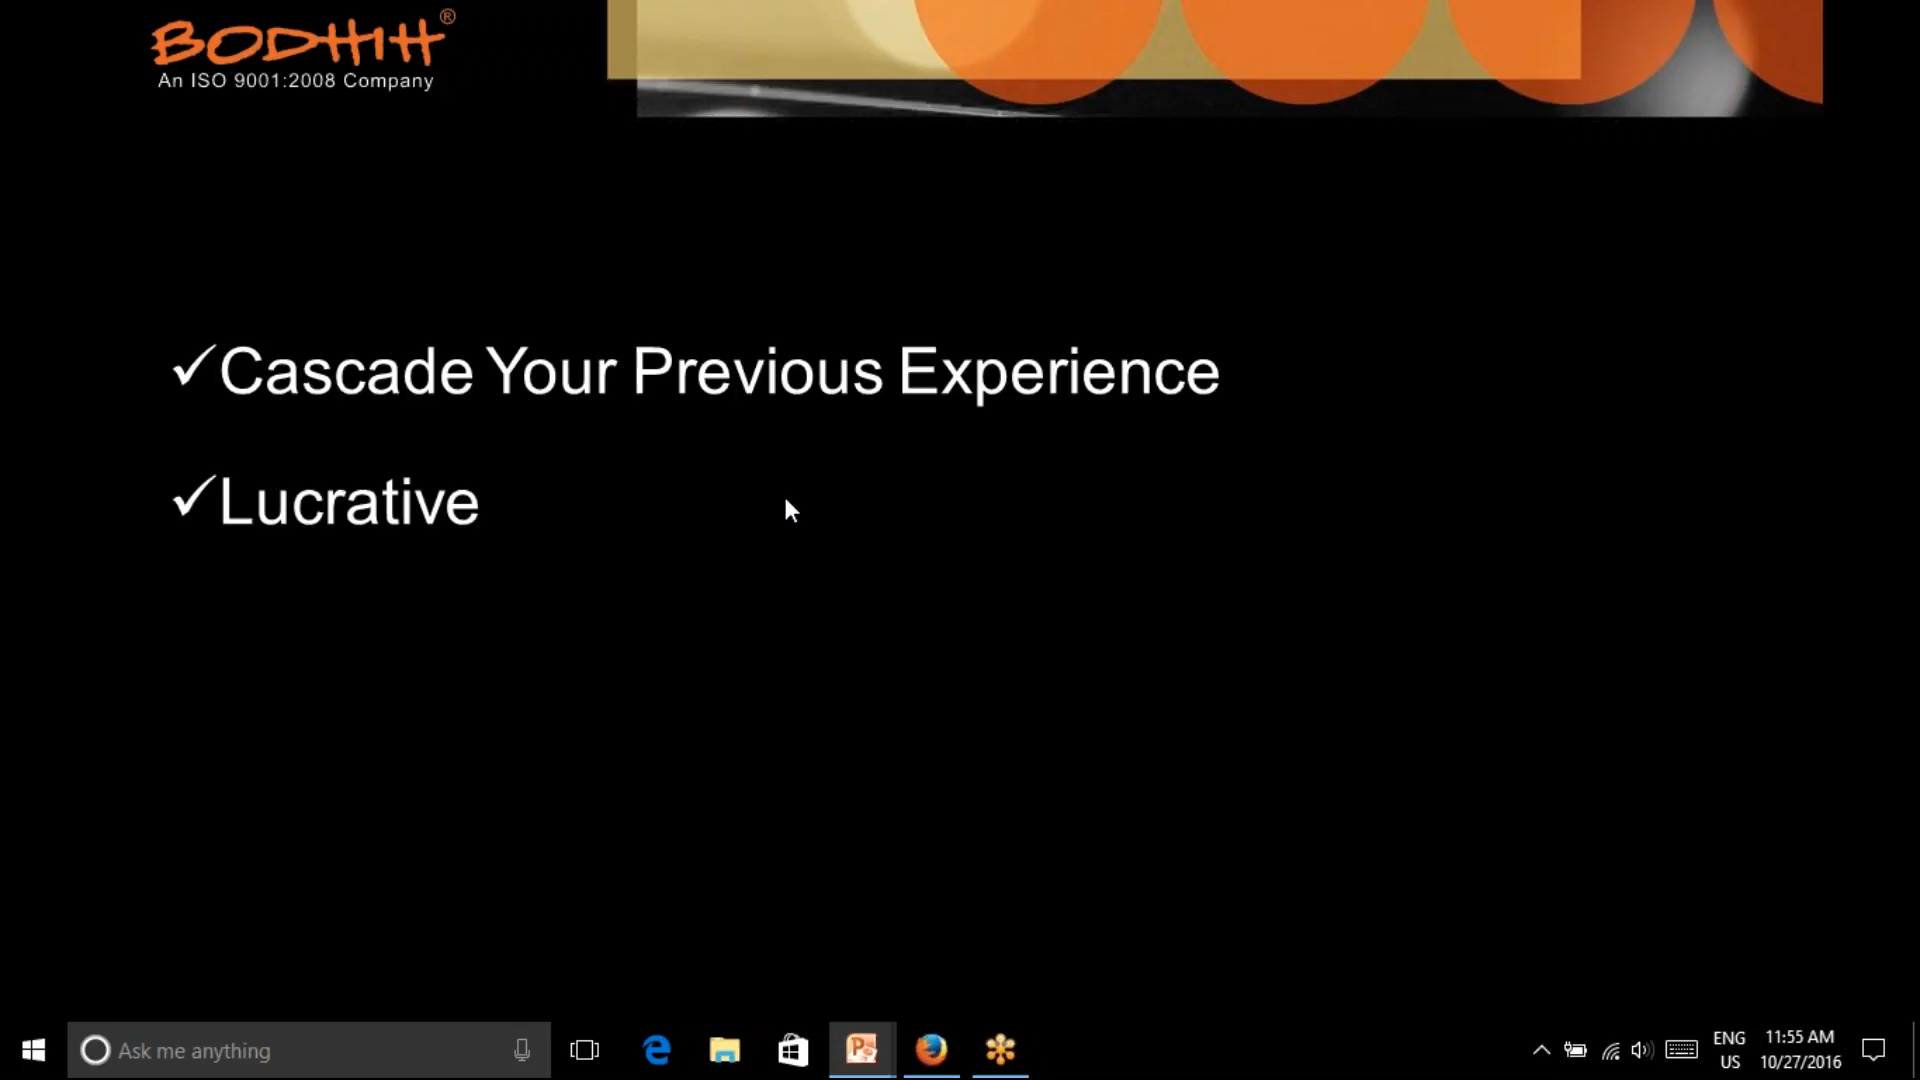 BODHIH®
An ISO 9001:2008 Company
✓Cascade Your Previous Experience
✓Lucrative
Ask me anything
ENG
US
11:55 AM
10/27/2016